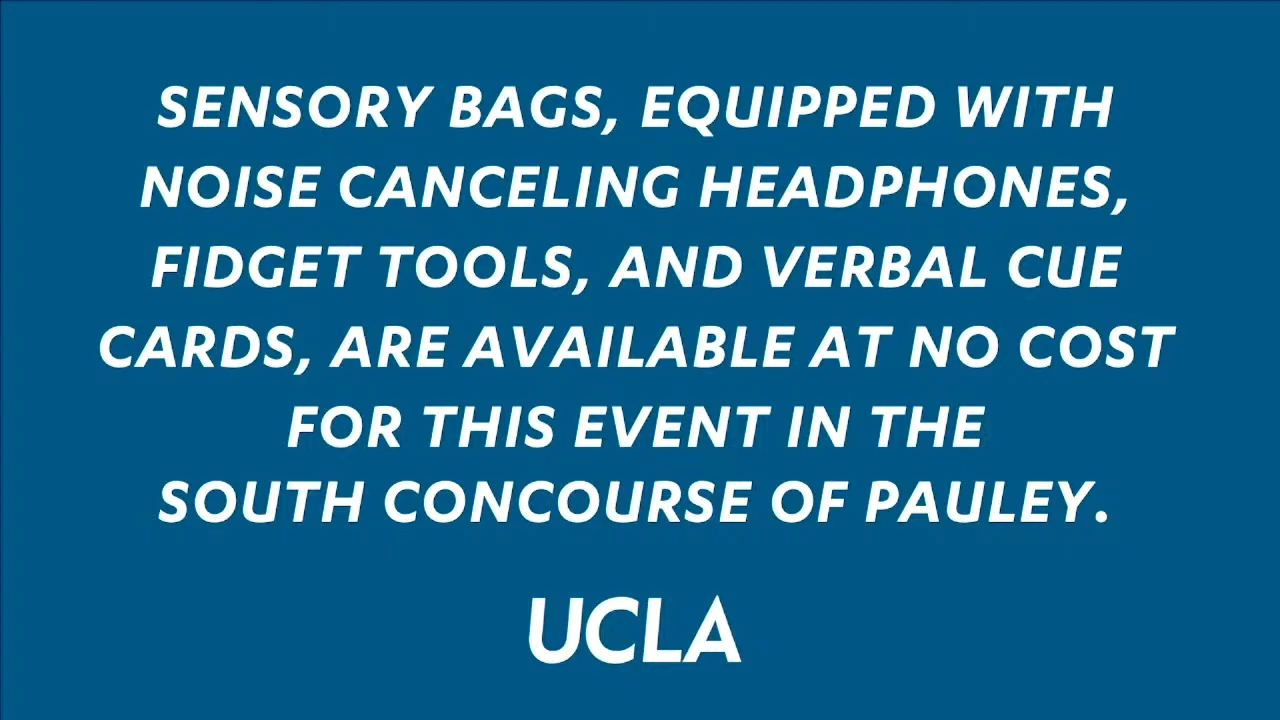 SENSORY BAGS, EQUIPPED WITH
NOISE CANCELING HEADPHONES,
FIDGET TOOLS, AND VERBAL CUE
CARDS, ARE AVAILABLE AT NO COST
FOR THIS EVENT IN THE
SOUTH CONCOURSE OF PAULEY.
UCLA